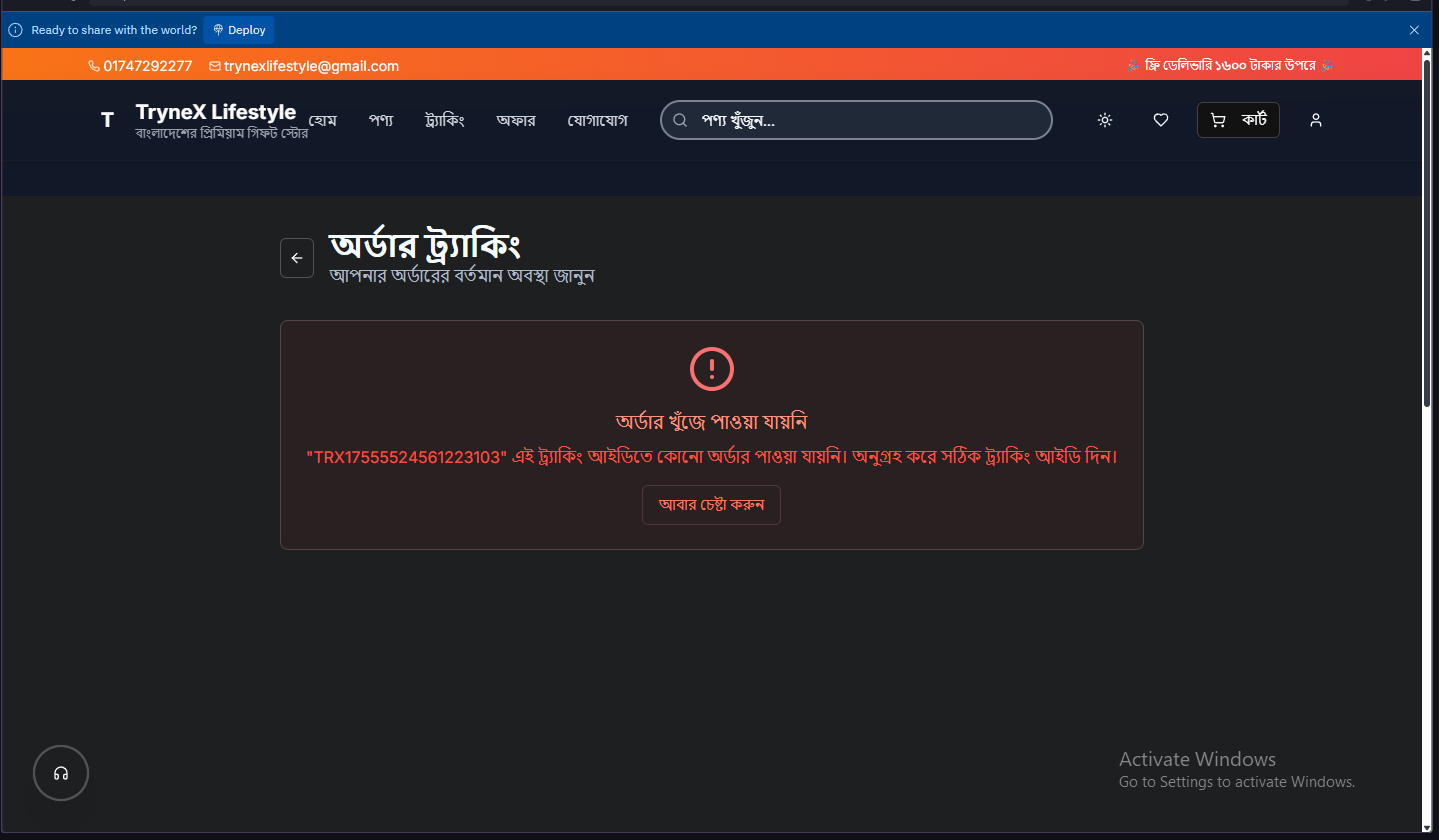 Ready to share with the world? Deploy
01747292277 trynexlifestyle@gmail.com 🎉 ফ্রি ডেলিভারি ১৬০০ টাকার উপরে 🎉
T TryneX Lifestyle
বাংলাদেশের প্রিমিয়াম গিফট স্টোর
হোম পণ্য ট্র্যাকিং অফার যোগাযোগ পণ্য খুঁজুন... কার্ট
অর্ডার ট্র্যাকিং
আপনার অর্ডারের বর্তমান অবস্থা জানুন
অর্ডার খুঁজে পাওয়া যায়নি
"TRX17555524561223103" এই ট্র্যাকিং আইডিতে কোনো অর্ডার পাওয়া যায়নি। অনুগ্রহ করে সঠিক ট্র্যাকিং আইডি দিন।
আবার চেষ্টা করুন
Activate Windows
Go to Settings to activate Windows.